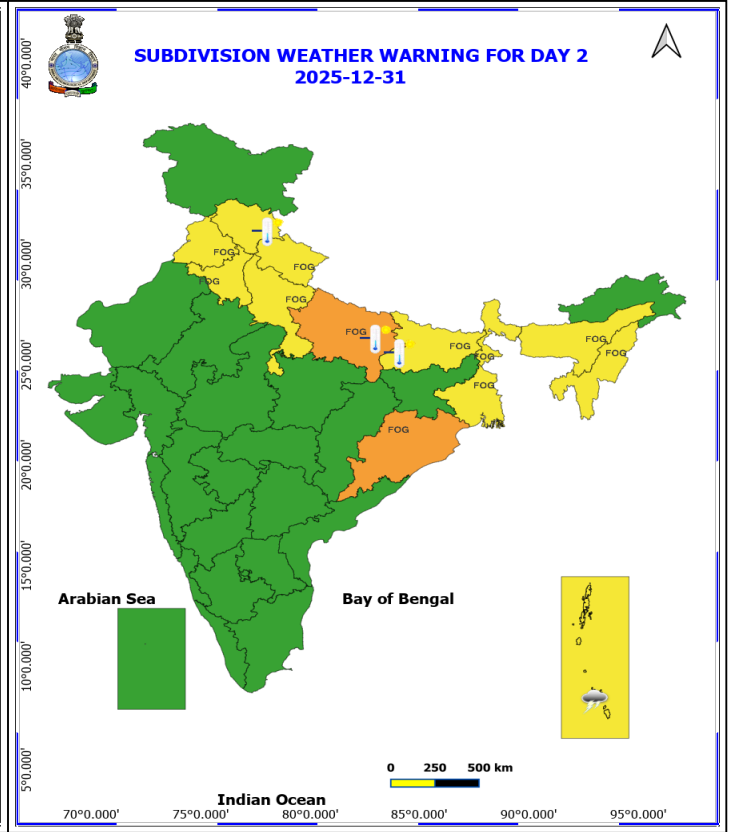 SUBDIVISION WEATHER WARNING FOR DAY 2
2025-12-31
40°0.000'
35°0.000'
30°0.000'
25°0.000'
20°0.000'
15°0.000'
10°0.000'
5°0.000'
FOG
FOG
FOG
FOG
FOG
FOG
FOG
FOG
FOG
FOG
FOG
Arabian Sea
Bay of Bengal
0 250 500 km
Indian Ocean
70°0.000' 75°0.000' 80°0.000' 85°0.000' 90°0.000' 95°0.000'